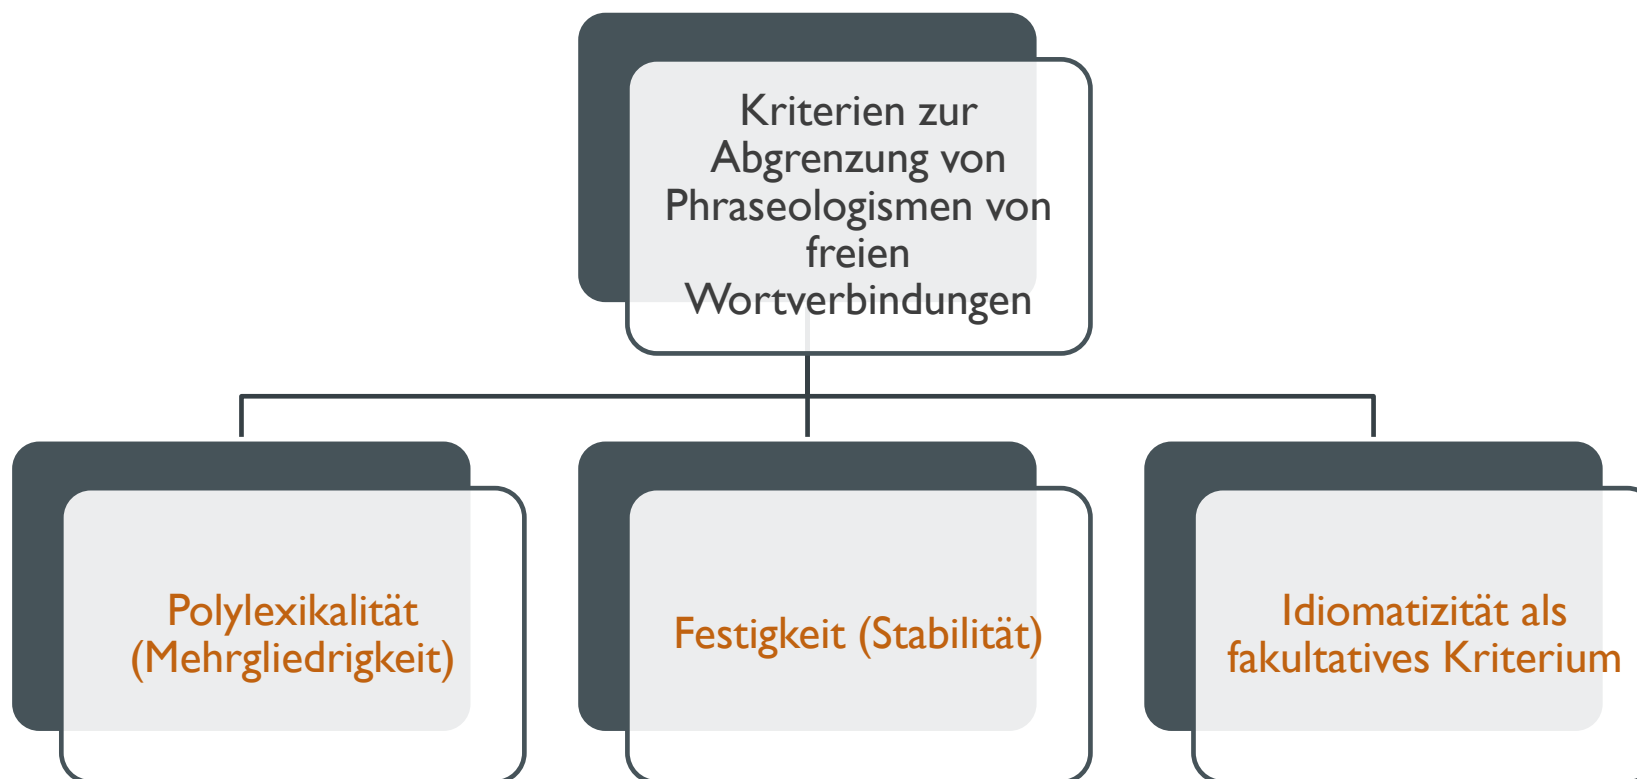 Kriterien zur
Abgrenzung von
Phraseologismen von
freien
Wortverbindungen
Polylexikalität
(Mehrgliedrigkeit)
Festigkeit (Stabilität)
Idiomatizität als
fakultatives Kriterium